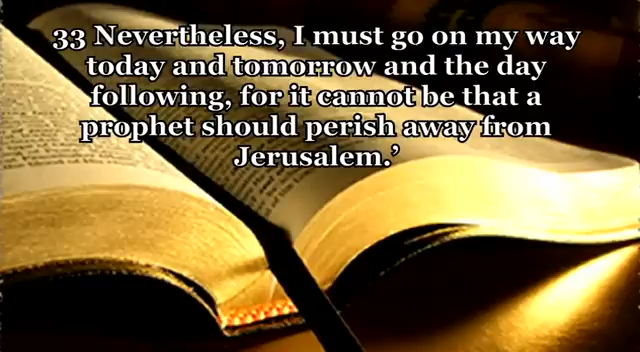 33 Nevertheless, I must go on my way
today and tomorrow and the day
following, for it cannot be that a
prophet should perish away from
Jerusalem.’